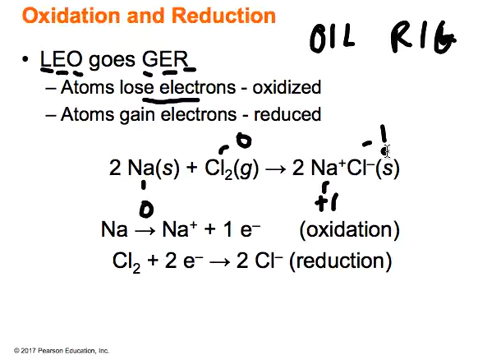 Oxidation and Reduction
OIL RIG
• LEO goes GER
– Atoms lose electrons - oxidized
– Atoms gain electrons - reduced
0 -1
2 Na(s) + Cl₂(g) → 2 Na⁺Cl⁻(s)
0 +1
Na → Na⁺ + 1 e⁻ (oxidation)
Cl₂ + 2 e⁻ → 2 Cl⁻ (reduction)
© 2017 Pearson Education, Inc.